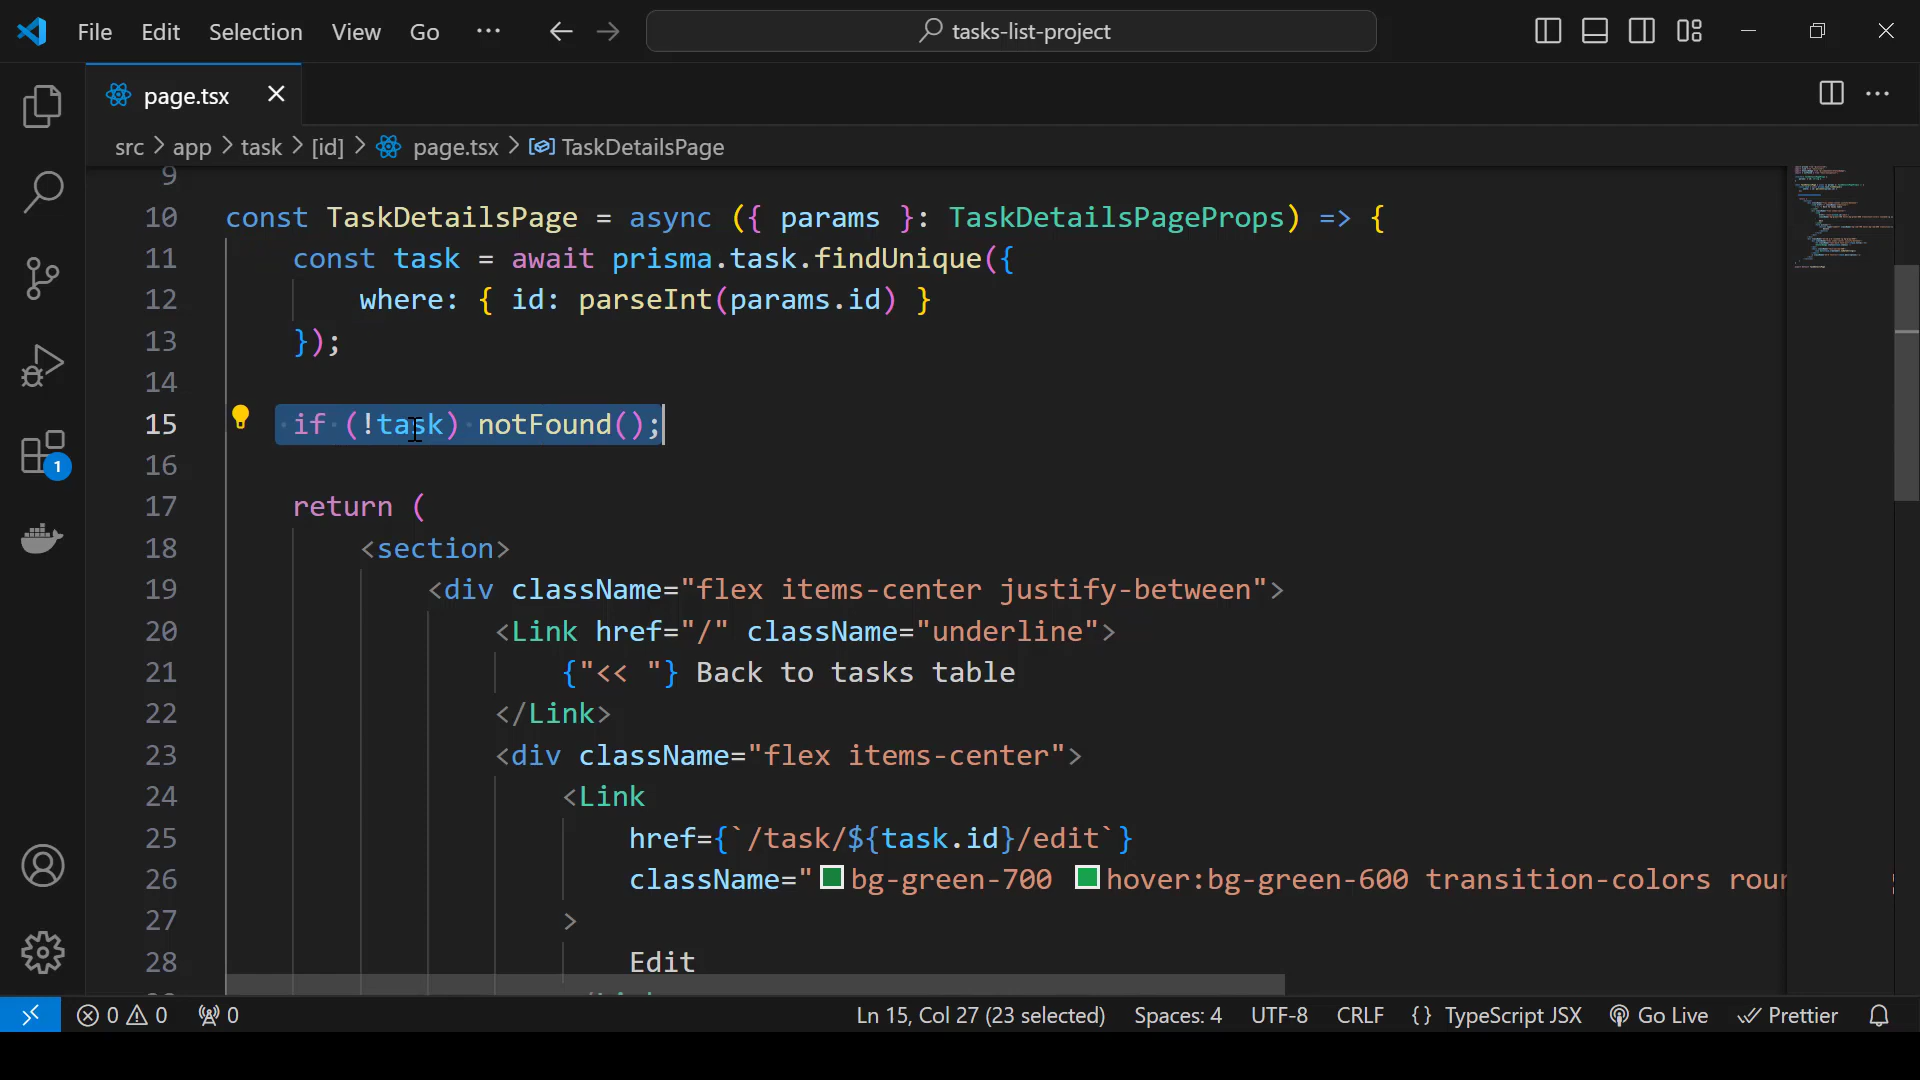 File Edit Selection View Go ··· tasks-list-project
page.tsx
src > app > task > [id] > page.tsx > TaskDetailsPage
9
10 const TaskDetailsPage = async ({ params }: TaskDetailsPageProps) => {
11 const task = await prisma.task.findUnique({
12 where: { id: parseInt(params.id) }
13 });
14
15 if (!task) notFound();
16
17 return (
18 <section>
19 <div className="flex items-center justify-between">
20 <Link href="/" className="underline">
21 {"<< "} Back to tasks table
22 </Link>
23 <div className="flex items-center">
24 <Link
25 href={`/task/${task.id}/edit`}
26 className="bg-green-700 hover:bg-green-600 transition-colors
27 >
28 Edit
1
0 0 0 Ln 15, Col 27 (23 selected) Spaces: 4 UTF-8 CRLF {} TypeScript JSX Go Live Prettier